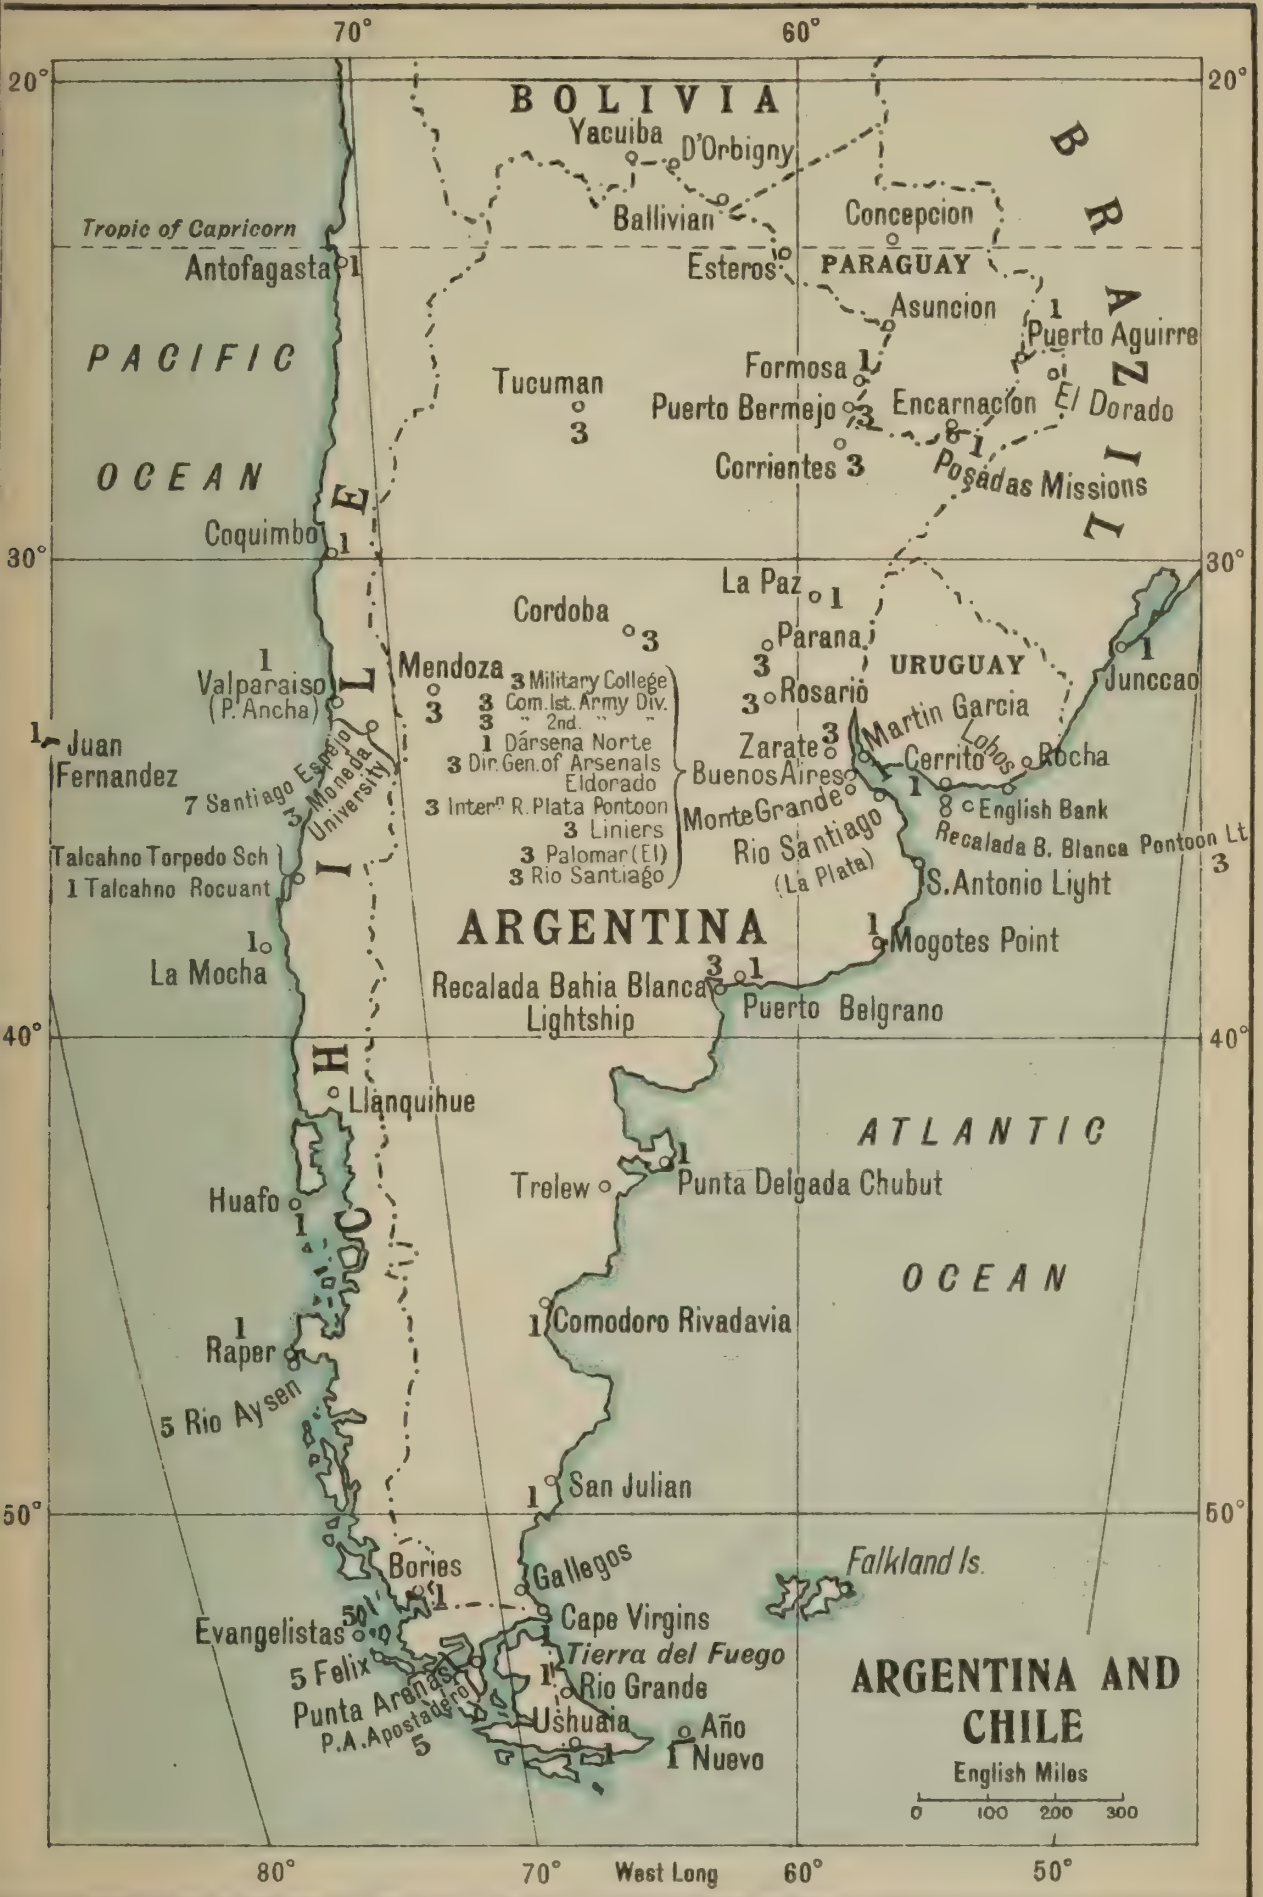 70°
60°
20°
20°
BOLIVIA
Yacuiba
D'Orbigny
Ballivian
Concepcion
BRAZIL
Tropic of Capricorn
Antofagasta 1
Esteros
PARAGUAY
Asuncion
1
Puerto Aguirre
PACIFIC
OCEAN
Tucuman
3
Formosa 1
Puerto Bermejo 3
Encarnacion
El Dorado
Corrientes 3
8 1
Posadas Missions
Coquimbo 1
30°
30°
CHILE
La Paz 1
Cordoba
3
Parana
3
URUGUAY
1
Junccao
1
Valparaiso
(P. Ancha)
Mendoza
3
3 Military College
3 Com. Ist. Army Div.
3 " 2nd. " "
1 Dársena Norte
3 Dir. Gen. of Arsenals
Eldorado
3 Intern R. Plata Pontoon
3 Liniers
3 Palomar (El)
3 Rio Santiago
3 Rosario
Martin Garcia
1
Lobos
Rocha
1 Juan
Fernandez
Zarate 3
Buenos Aires
Cerrito
1
7 Santiago Espejo
3 Moneda
University
Monte Grande
8 English Bank
Rio Santiago
(La Plata)
Recalada B. Blanca Pontoon Lt
3
Talcahno Torpedo Sch
1 Talcahno Rocuant
S. Antonio Light
ARGENTINA
1
La Mocha
1
Mogotes Point
3 1
Recalada Bahia Blanca
Lightship
Puerto Belgrano
40°
40°
Llanquihue
ATLANTIC
OCEAN
Trelew
1
Punta Delgada Chubut
Huafo
1
1 Comodoro Rivadavia
1
Raper
5 Rio Aysen
San Julian
1
50°
50°
Bories
1
Gallegos
Falkland Is.
50
Evangelistas
Cape Virgins
Tierra del Fuego
5 Felix
1
Rio Grande
Punta Arenas
P.A. Apostadero
5
Ushuaia
1
Año
1 Nuevo
ARGENTINA AND
CHILE
English Miles
0 100 200 300
80°
70°
West Long
60°
50°